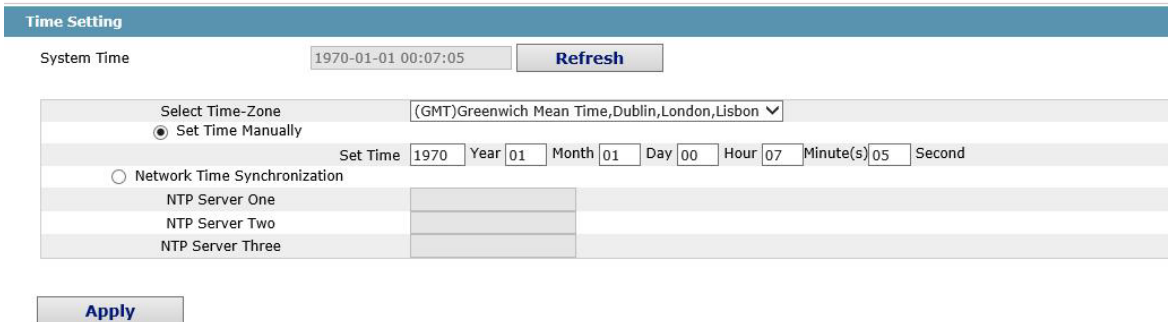 Time Setting
System Time 1970-01-01 00:07:05 Refresh
Select Time-Zone (GMT)Greenwich Mean Time,Dublin,London,Lisbon
Set Time Manually
Set Time 1970 Year 01 Month 01 Day 00 Hour 07 Minute(s) 05 Second
Network Time Synchronization
NTP Server One
NTP Server Two
NTP Server Three
Apply